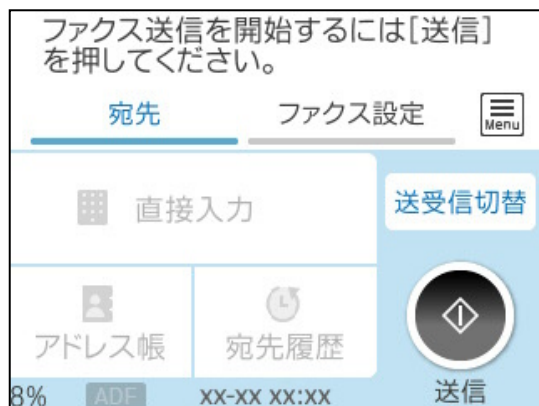 ファクス送信を開始するには[送信]
を押してください。
宛先
ファクス設定
Menu
直接入力
送受信切替
アドレス帳
宛先履歴
送信
8%
ADF
xx-xx xx:xx